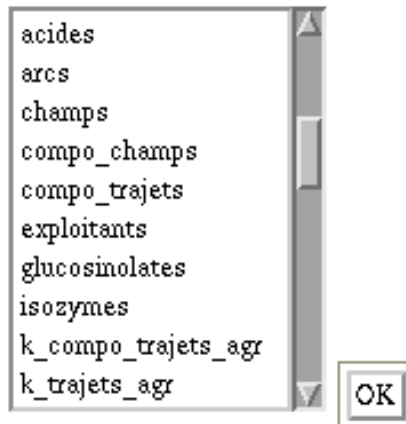 acides
arcs
champs
compo_champs
compo_trajets
exploitants
glucosinolates
isozymes
k_compo_trajets_agr
k_trajets_agr
OK